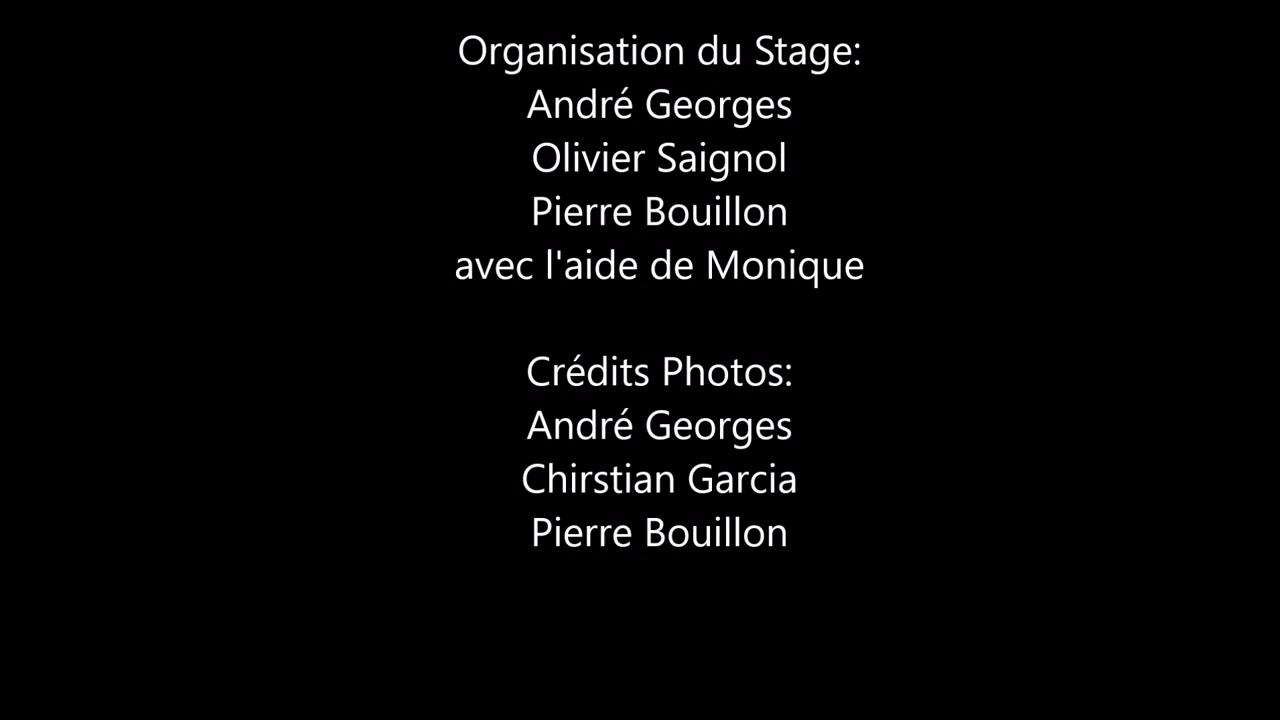 Organisation du Stage:
André Georges
Olivier Saignol
Pierre Bouillon
avec l'aide de Monique
Crédits Photos:
André Georges
Chirstian Garcia
Pierre Bouillon